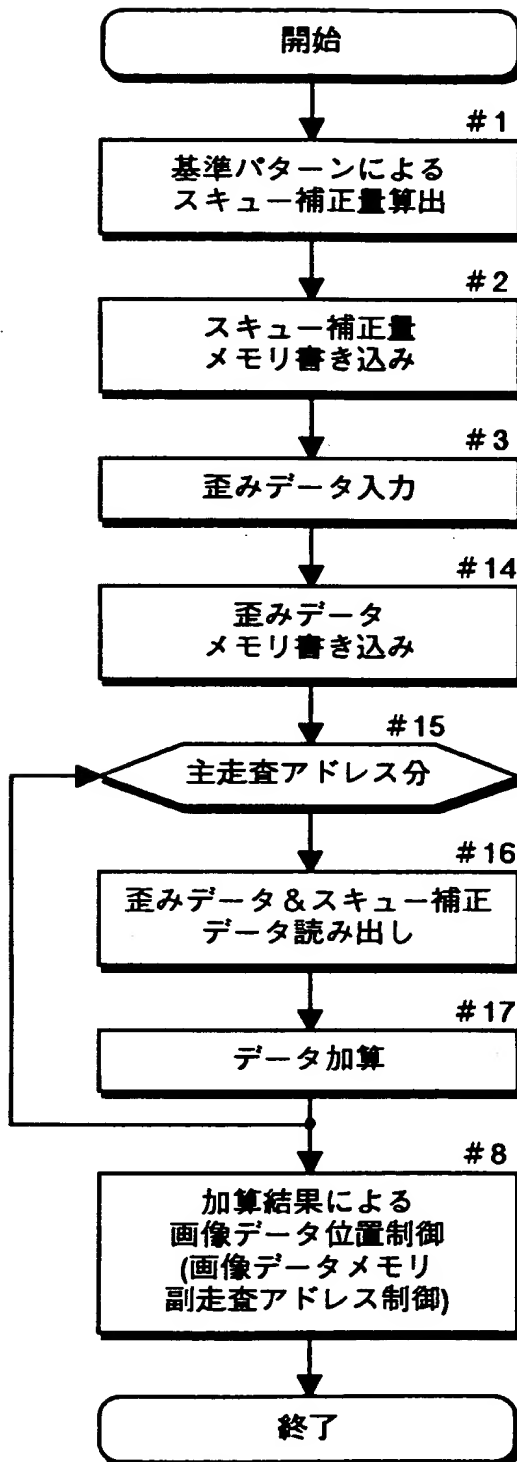 開始
#1
基準パターンによる
スキュー補正量算出
#2
スキュー補正量
メモリ書き込み
#3
歪みデータ入力
#14
歪みデータ
メモリ書き込み
#15
主走査アドレス分
#16
歪みデータ&スキュー補正
データ読み出し
#17
データ加算
#8
加算結果による
画像データ位置制御
(画像データメモリ
副走査アドレス制御)
終了